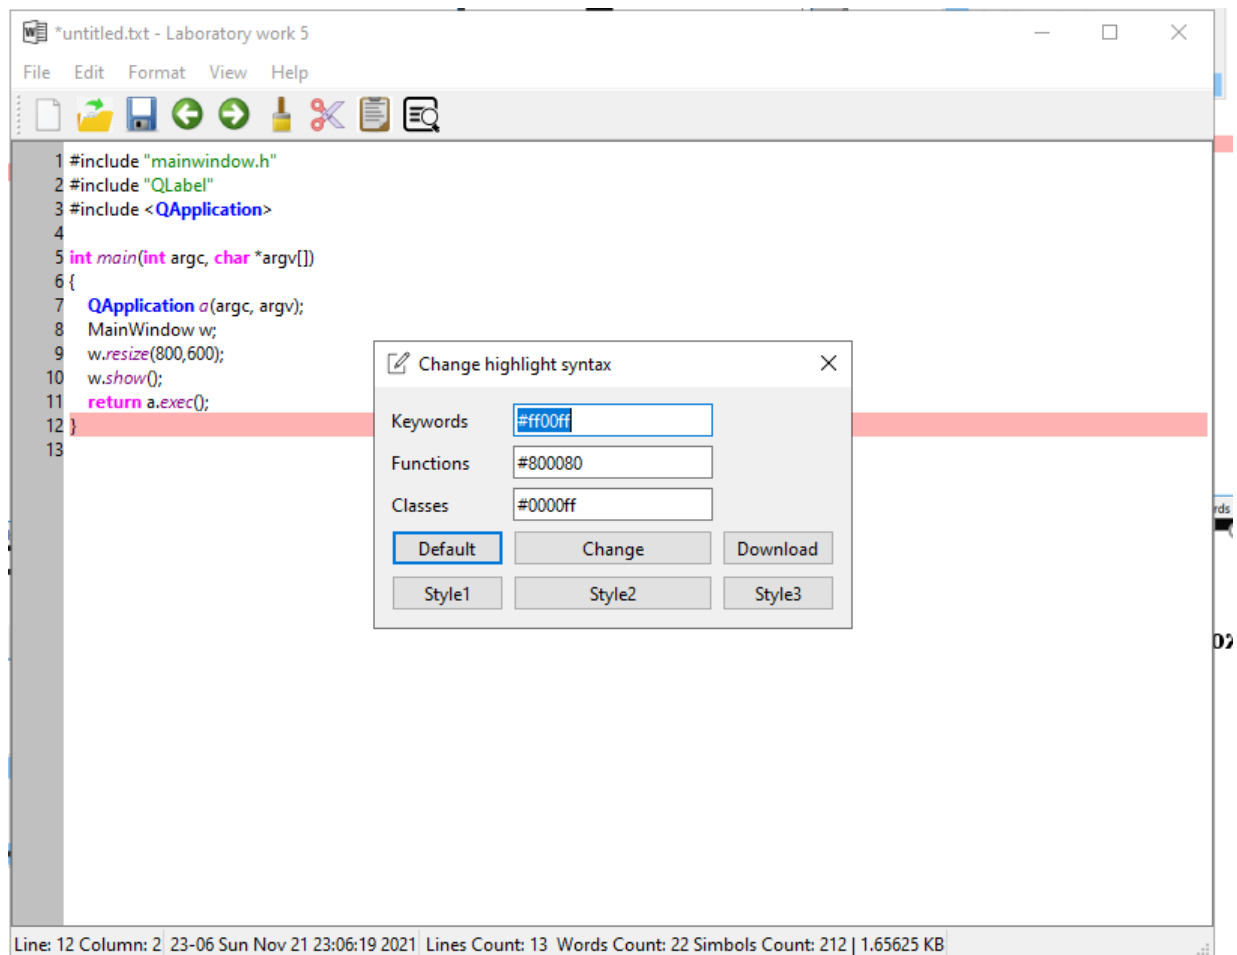 *untitled.txt - Laboratory work 5
File Edit Format View Help
1 #include "mainwindow.h"
2 #include "QLabel"
3 #include <QApplication>
4
5 int main(int argc, char *argv[])
6 {
7 QApplication a(argc, argv);
8 MainWindow w;
9 w.resize(800,600);
10 w.show();
11 return a.exec();
12 }
13
Change highlight syntax
Keywords #ff00ff
Functions #800080
Classes #0000ff
Default Change Download
Style1 Style2 Style3
rds
Line: 12 Column: 2 23-06 Sun Nov 21 23:06:19 2021 Lines Count: 13 Words Count: 22 Simbols Count: 212 | 1.65625 KB